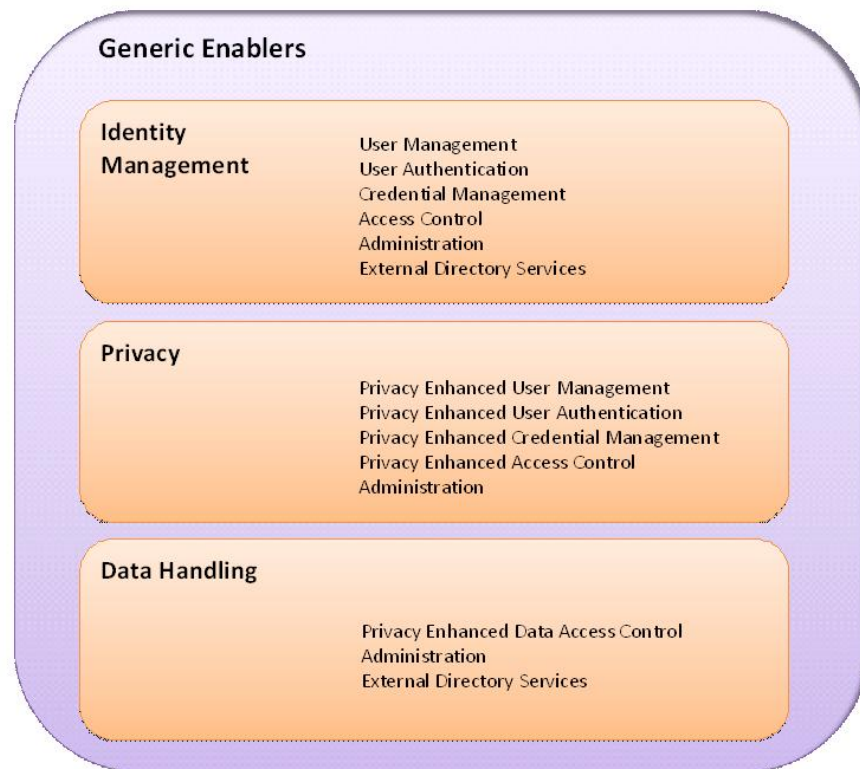 Generic Enablers
Identity
Management
User Management
User Authentication
Credential Management
Access Control
Administration
External Directory Services
Privacy
Privacy Enhanced User Management
Privacy Enhanced User Authentication
Privacy Enhanced Credential Management
Privacy Enhanced Access Control
Administration
Data Handling
Privacy Enhanced Data Access Control
Administration
External Directory Services